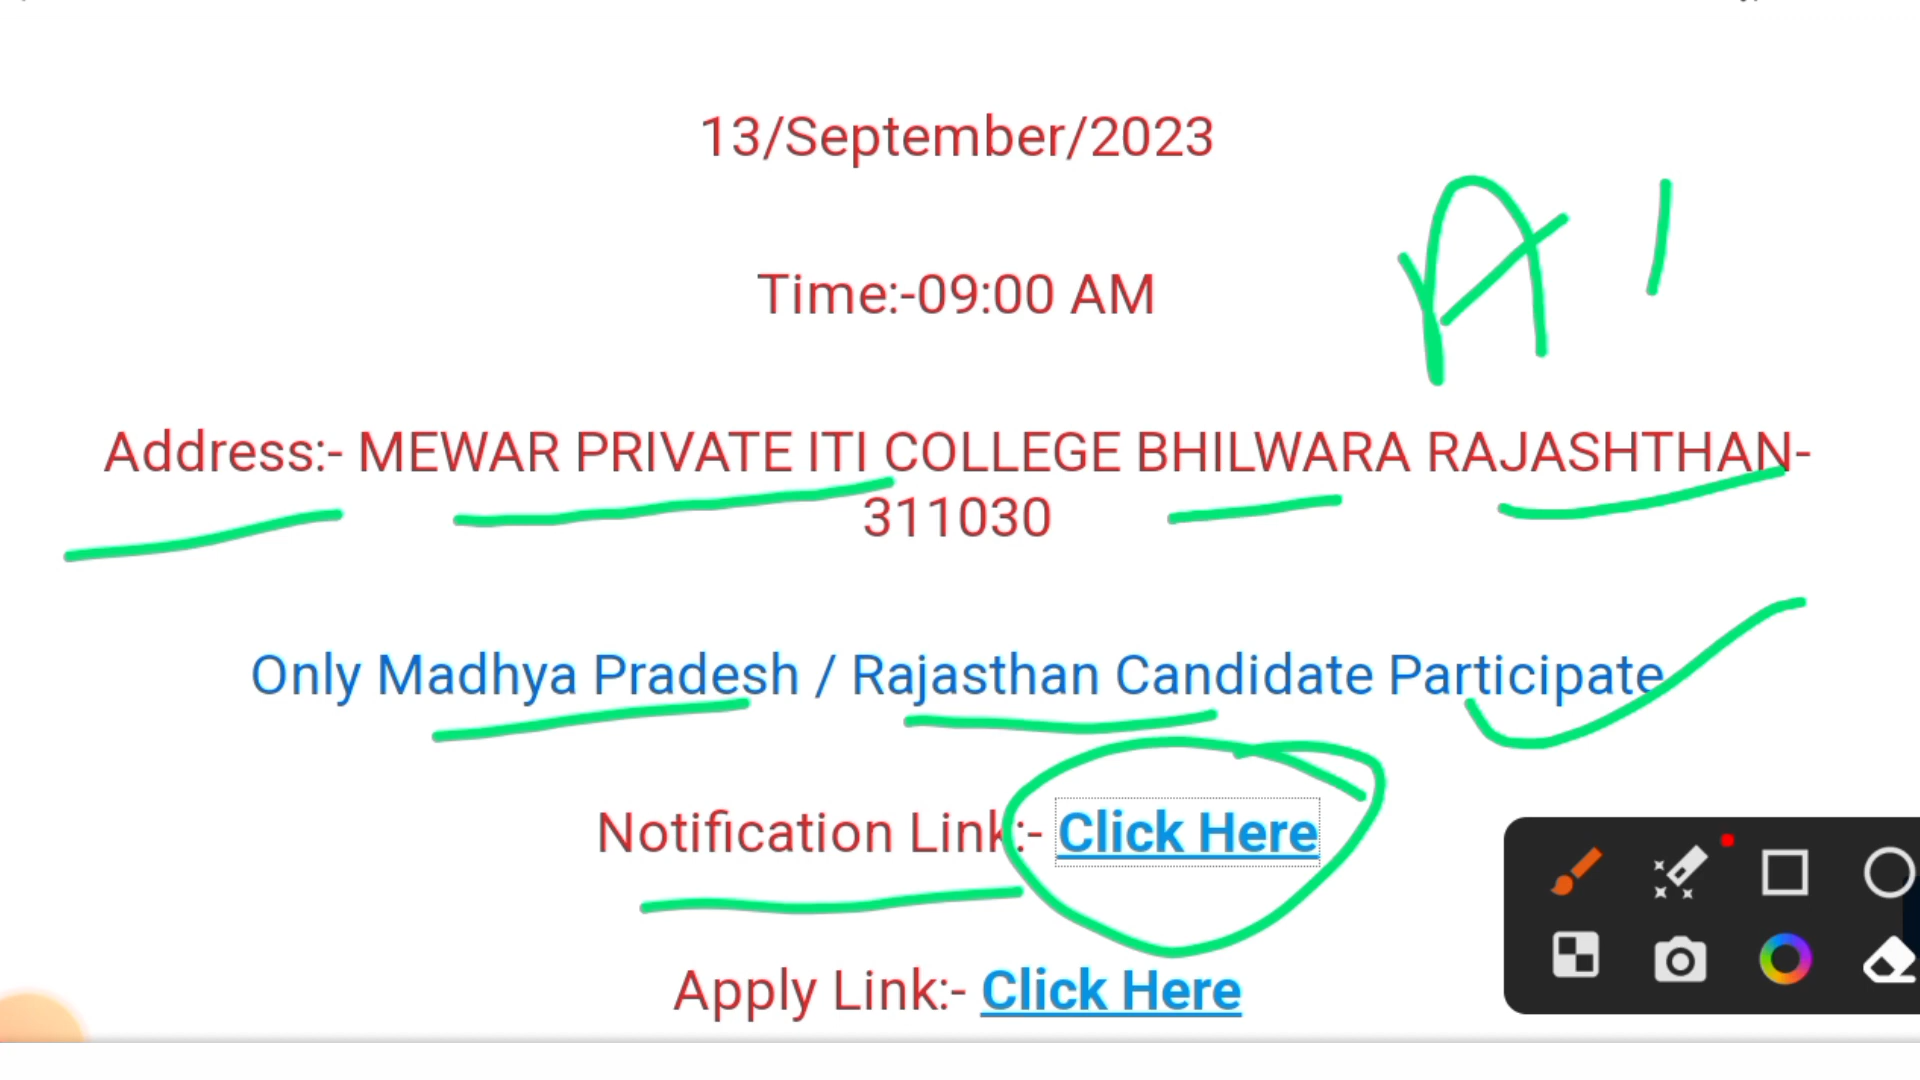 13/September/2023
A I
Time:-09:00 AM
Address:- MEWAR PRIVATE ITI COLLEGE BHILWARA RAJASHTHAN-
311030
Only Madhya Pradesh / Rajasthan Candidate Participate
Notification Link:- Click Here
Apply Link:- Click Here